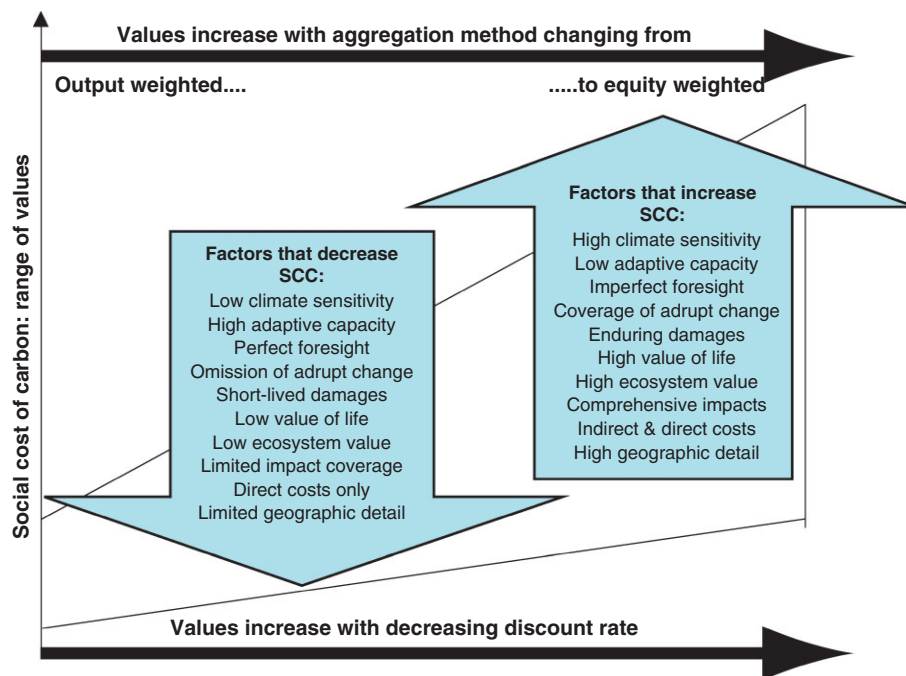 Values increase with aggregation method changing from
Output weighted....
.....to equity weighted
Social cost of carbon: range of values
Factors that decrease
SCC:
Low climate sensitivity
High adaptive capacity
Perfect foresight
Omission of adrupt change
Short-lived damages
Low value of life
Low ecosystem value
Limited impact coverage
Direct costs only
Limited geographic detail
Factors that increase
SCC:
High climate sensitivity
Low adaptive capacity
Imperfect foresight
Coverage of adrupt change
Enduring damages
High value of life
High ecosystem value
Comprehensive impacts
Indirect & direct costs
High geographic detail
Values increase with decreasing discount rate